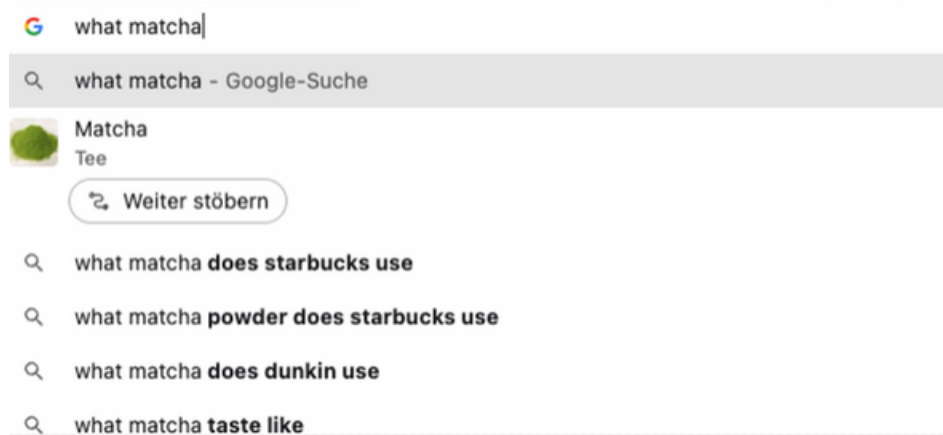 what matcha
what matcha - Google-Suche
Matcha
Tee
Weiter stöbern
what matcha does starbucks use
what matcha powder does starbucks use
what matcha does dunkin use
what matcha taste like